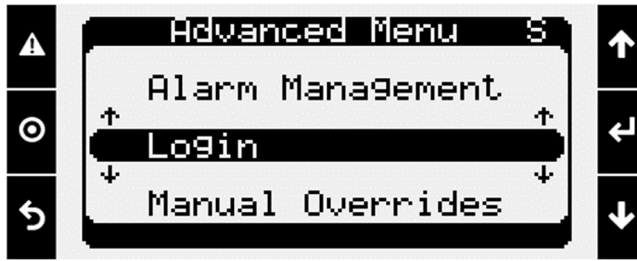 Advanced Menu S
Alarm Management
Login
Manual Overrides